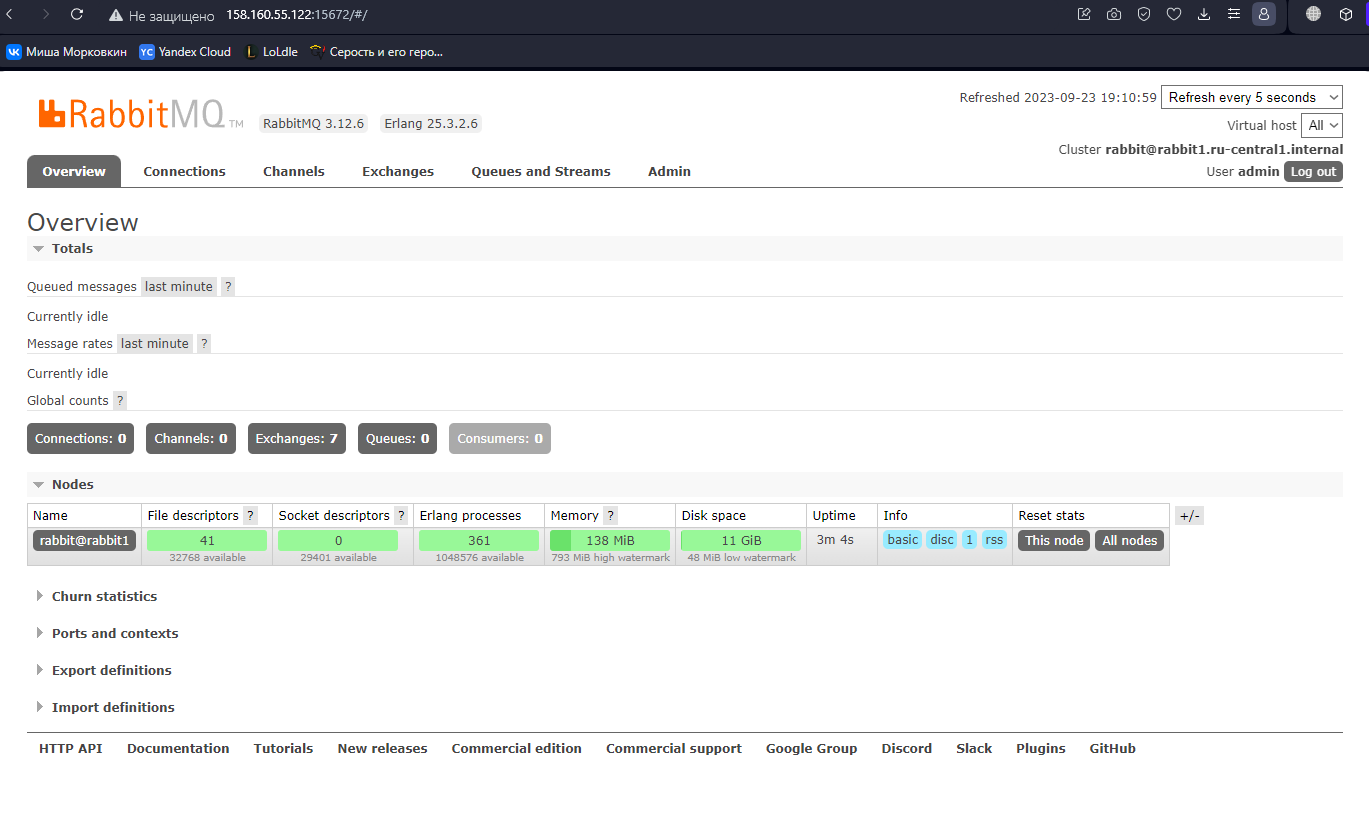 Не защищено 158.160.55.122:15672/#/
Миша Морковкин Yandex Cloud LoLdle Серость и его геро...
RabbitMQ TM RabbitMQ 3.12.6 Erlang 25.3.2.6
Refreshed 2023-09-23 19:10:59 Refresh every 5 seconds
Virtual host All
Cluster rabbit@rabbit1.ru-central1.internal
User admin Log out
Overview Connections Channels Exchanges Queues and Streams Admin
Overview
Totals
Queued messages last minute ?
Currently idle
Message rates last minute ?
Currently idle
Global counts ?
Connections: 0 Channels: 0 Exchanges: 7 Queues: 0 Consumers: 0
Nodes
Name File descriptors ? Socket descriptors ? Erlang processes Memory ? Disk space Uptime Info Reset stats +/-
rabbit@rabbit1 41 0 361 138 MiB 11 GiB 3m 4s basic disc 1 rss This node All nodes
32768 available 29401 available 1048576 available 793 MiB high watermark 48 MiB low watermark
Churn statistics
Ports and contexts
Export definitions
Import definitions
HTTP API Documentation Tutorials New releases Commercial edition Commercial support Google Group Discord Slack Plugins GitHub